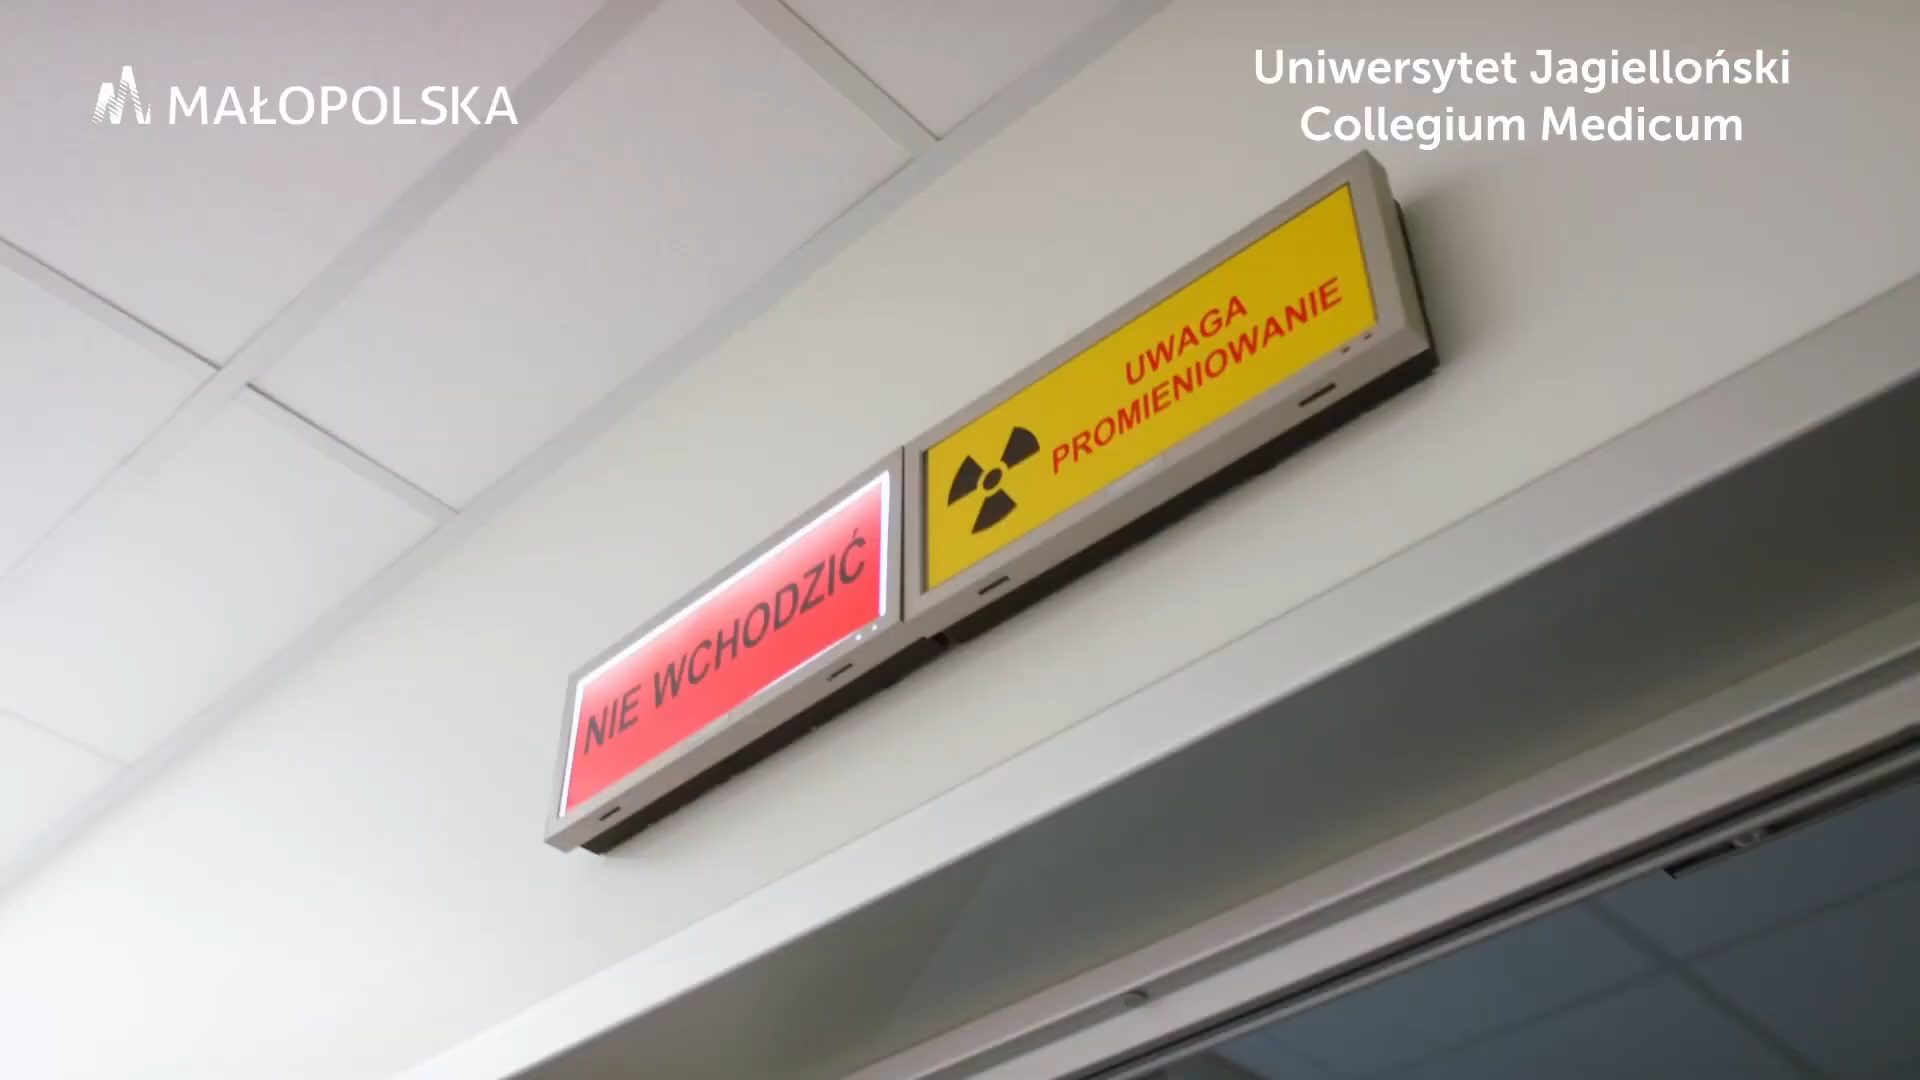 MAŁOPOLSKA
Uniwersytet Jagielloński
Collegium Medicum
UWAGA
PROMIENIOWANIE
NIE WCHODZIĆ